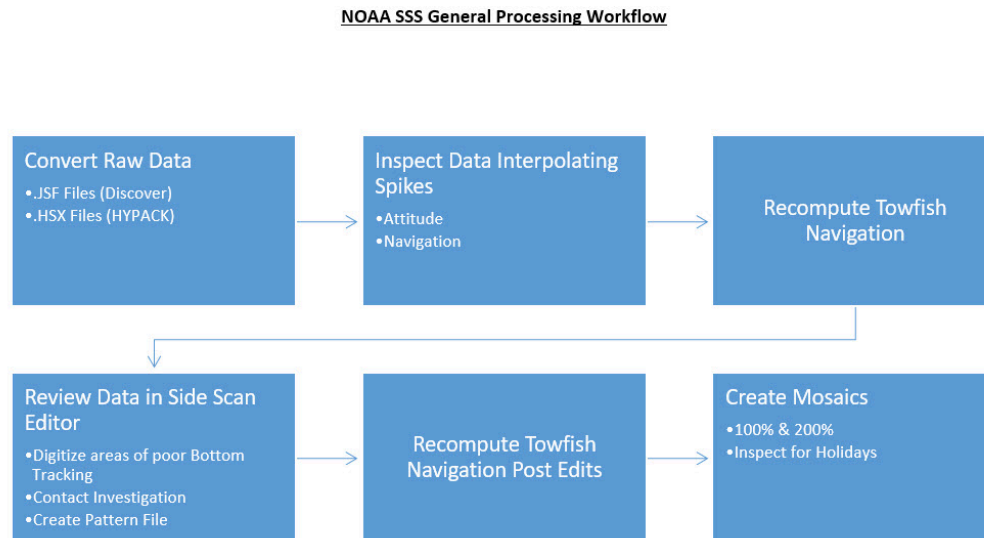 NOAA SSS General Processing Workflow
Convert Raw Data
•.JSF Files (Discover)
•.HSX Files (HYPACK)
Inspect Data Interpolating
Spikes
•Attitude
•Navigation
Recompute Towfish
Navigation
Review Data in Side Scan
Editor
•Digitize areas of poor Bottom
Tracking
•Contact Investigation
•Create Pattern File
Recompute Towfish
Navigation Post Edits
Create Mosaics
•100% & 200%
•Inspect for Holidays